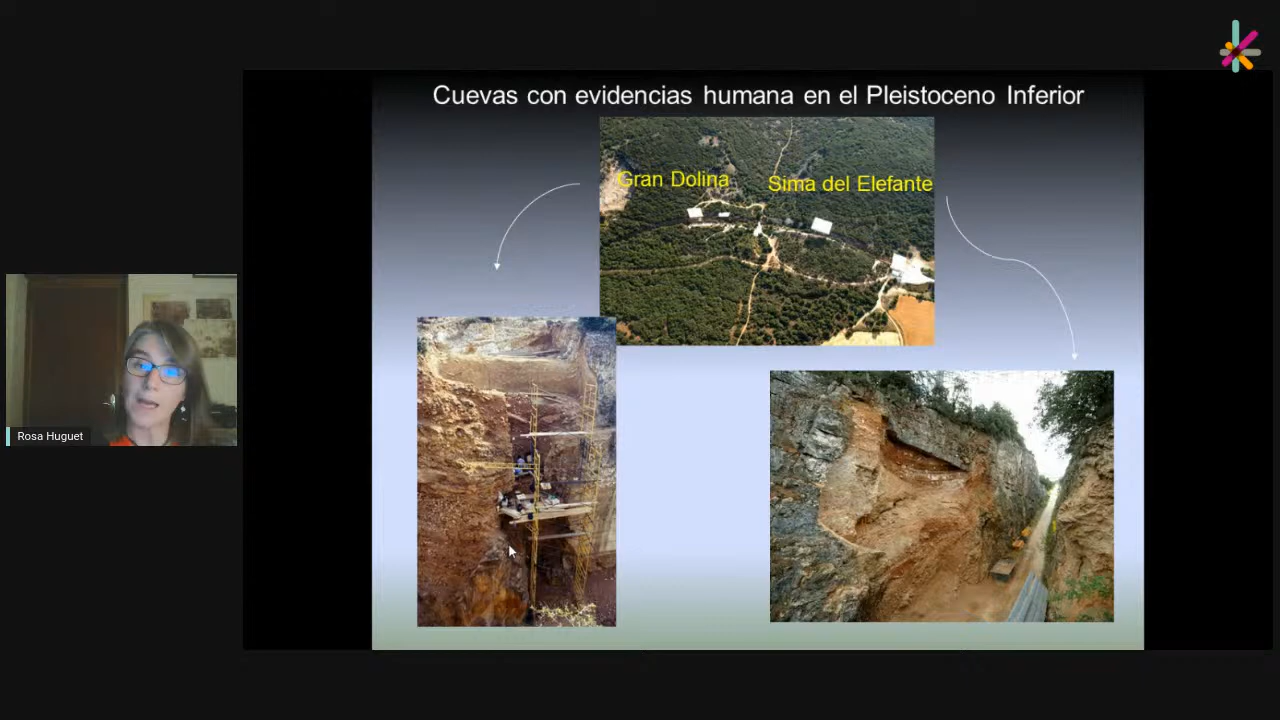 Cuevas con evidencias humana en el Pleistoceno Inferior
Gran Dolina
Sima del Elefante
Rosa Huguet